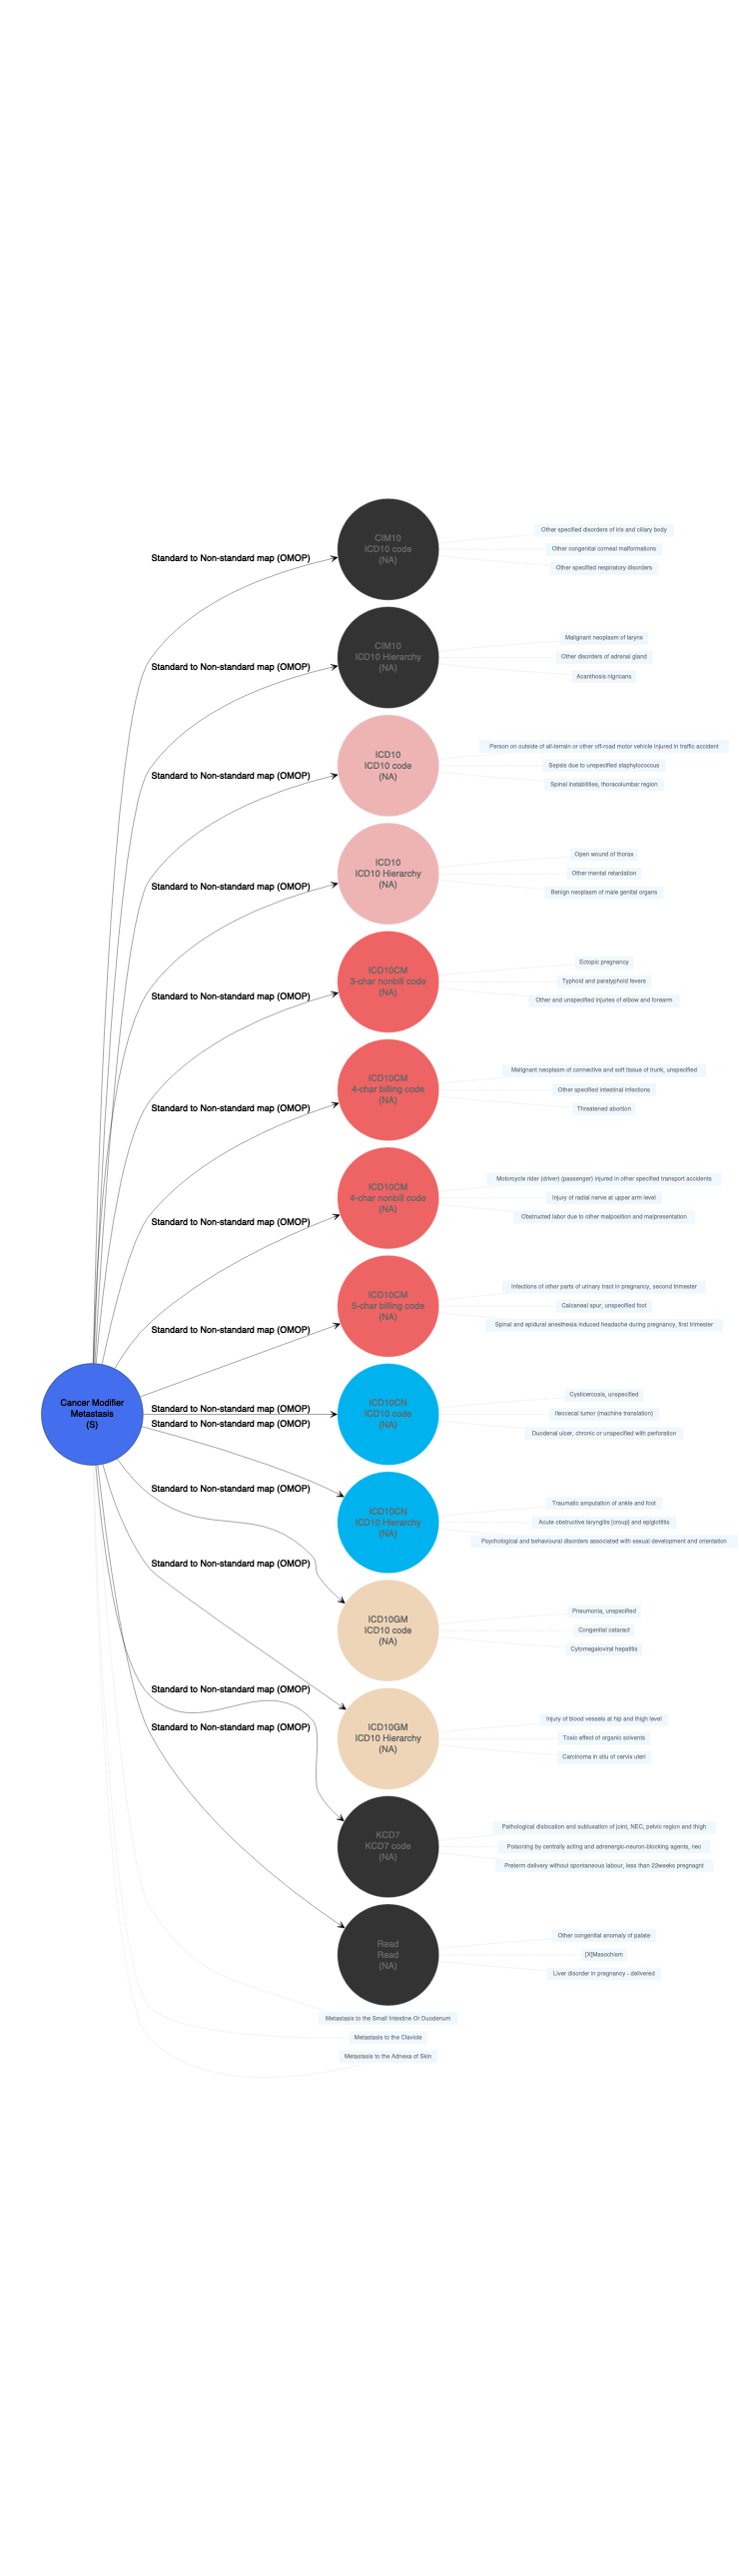 CIM10
ICD10 code
(NA)
Other specified disorders of iris and ciliary body
Other congenital corneal malformations
Other specified respiratory disorders
Standard to Non-standard map (OMOP)
CIM10
ICD10 Hierarchy
(NA)
Malignant neoplasm of larynx
Other disorders of adrenal gland
Acanthosis nigricans
Standard to Non-standard map (OMOP)
ICD10
ICD10 code
(NA)
Person on outside of all-terrain or other off-road motor vehicle injured in traffic accident
Sepsis due to unspecified staphylococcus
Spinal instabilities, thoracolumbar region
Standard to Non-standard map (OMOP)
ICD10
ICD10 Hierarchy
(NA)
Open wound of thorax
Other mental retardation
Benign neoplasm of male genital organs
Standard to Non-standard map (OMOP)
ICD10CM
3-char nonbill code
(NA)
Ectopic pregnancy
Typhoid and paratyphoid fevers
Other and unspecified injuries of elbow and forearm
Standard to Non-standard map (OMOP)
ICD10CM
4-char billing code
(NA)
Malignant neoplasm of connective and soft tissue of trunk, unspecified
Other specified intestinal infections
Threatened abortion
Standard to Non-standard map (OMOP)
ICD10CM
4-char nonbill code
(NA)
Motorcycle rider (driver) (passenger) injured in other specified transport accidents
Injury of radial nerve at upper arm level
Obstructed labor due to other malposition and malpresentation
Standard to Non-standard map (OMOP)
ICD10CM
5-char billing code
(NA)
Infections of other parts of urinary tract in pregnancy, second trimester
Calcaneal spur, unspecified foot
Spinal and epidural anesthesia induced headache during pregnancy, first trimester
Standard to Non-standard map (OMOP)
Cancer Modifier
Metastasis
(S)
Standard to Non-standard map (OMOP)
Standard to Non-standard map (OMOP)
ICD10CN
ICD10 code
(NA)
Cysticercosis, unspecified
Ileocecal tumor (machine translation)
Duodenal ulcer, chronic or unspecified with perforation
Standard to Non-standard map (OMOP)
ICD10CN
ICD10 Hierarchy
(NA)
Traumatic amputation of ankle and foot
Acute obstructive laryngitis [croup] and epiglottitis
Psychological and behavioural disorders associated with sexual development and orientation
Standard to Non-standard map (OMOP)
ICD10GM
ICD10 code
(NA)
Pneumonia, unspecified
Congenital cataract
Cytomegaloviral hepatitis
Standard to Non-standard map (OMOP)
ICD10GM
ICD10 Hierarchy
(NA)
Injury of blood vessels at hip and thigh level
Toxic effect of organic solvents
Carcinoma in situ of cervix uteri
Standard to Non-standard map (OMOP)
KCD7
KCD7 code
(NA)
Pathological dislocation and subluxation of joint, NEC, pelvic region and thigh
Poisoning by centrally acting and adrenergic-neuron-blocking agents, nec
Preterm delivery without spontaneous labour, less than 22weeks pregnagnt
Read
Read
(NA)
Other congenital anomaly of palate
[X]Masochism
Liver disorder in pregnancy - delivered
Metastasis to the Small Intestine Or Duodenum
Metastasis to the Clavicle
Metastasis to the Adnexa of Skin